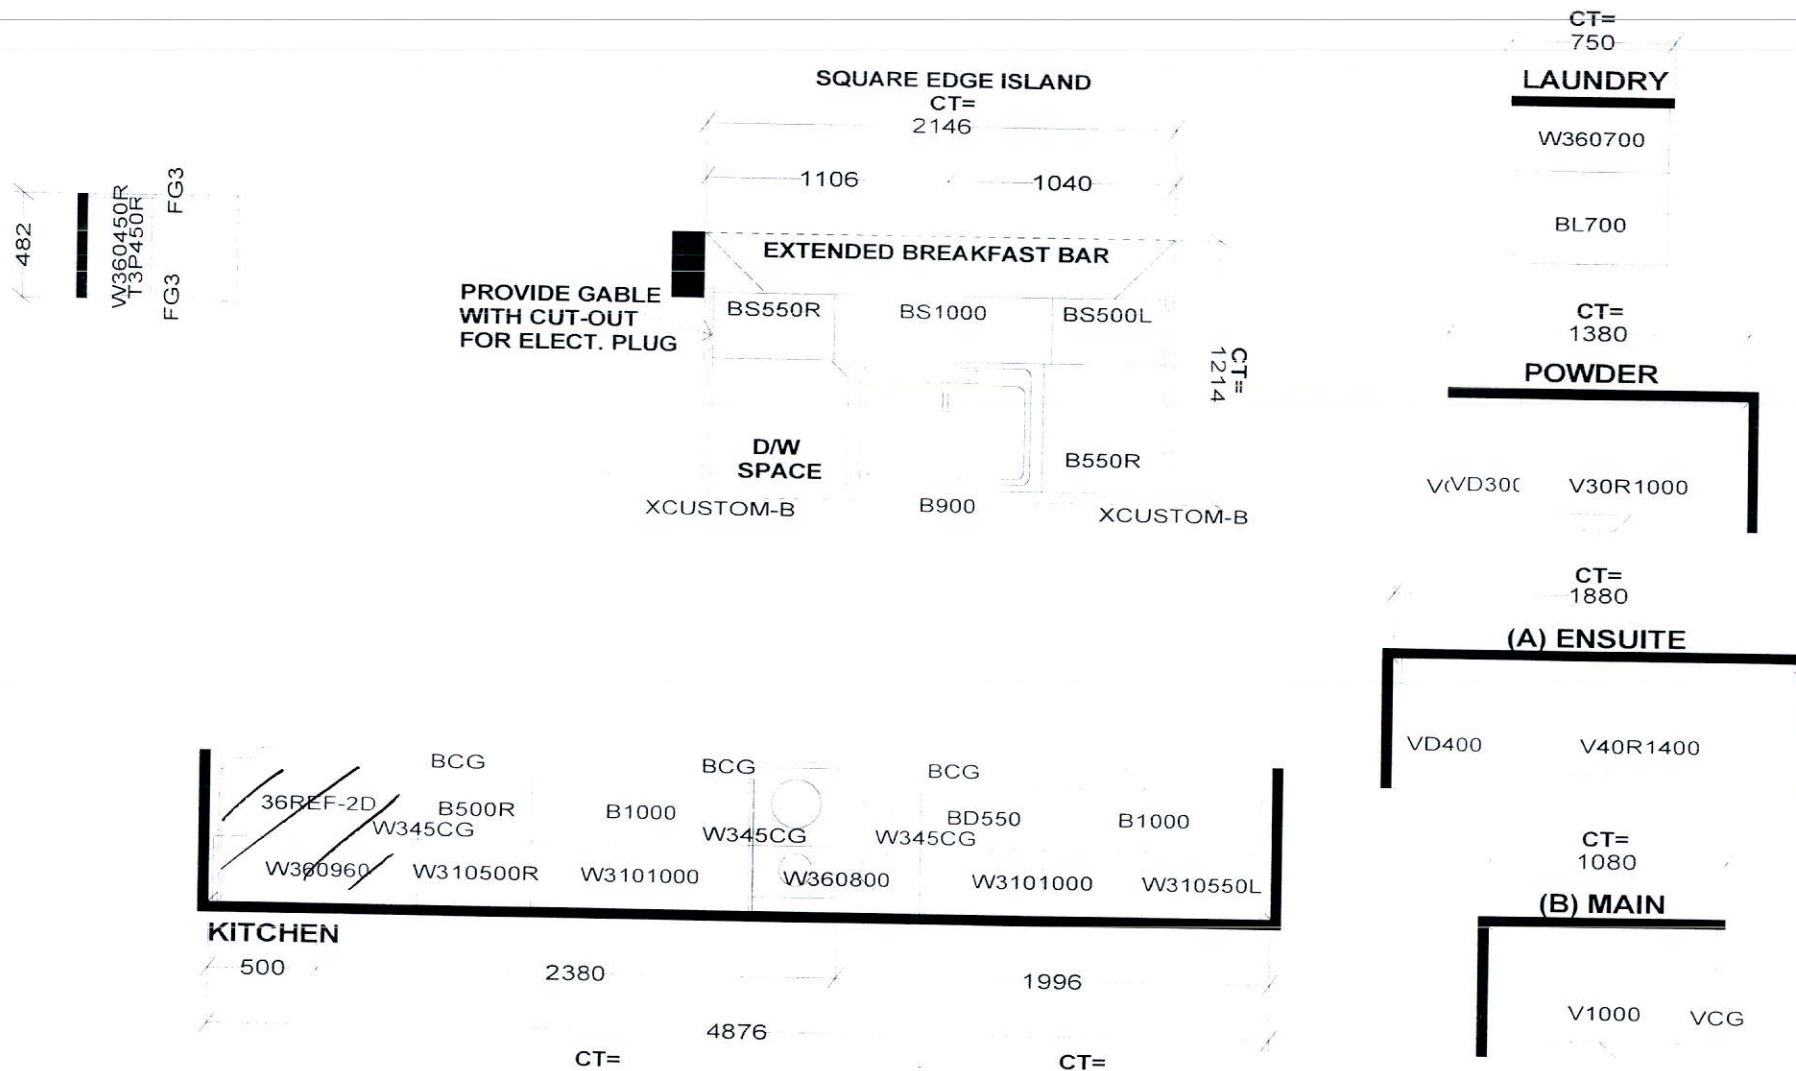 SQUARE EDGE ISLAND
CT=
2146
1106
1040
EXTENDED BREAKFAST BAR
482
W360450R
T3P450R
FG3
FG3
PROVIDE GABLE
WITH CUT-OUT
FOR ELECT. PLUG
BS550R
BS1000
BS500L
CT=
1214
D/W
SPACE
B550R
XCUSTOM-B
B900
XCUSTOM-B
CT=
750
LAUNDRY
W360700
BL700
CT=
1380
POWDER
VD300
V30R1000
CT=
1880
(A) ENSUITE
VD400
V40R1400
CT=
1080
(B) MAIN
V1000
VCG
BCG
BCG
BCG
36REF-2D
B500R
B1000
BD550
B1000
W345CG
W345CG
W345CG
W360960
W310500R
W3101000
W360800
W3101000
W310550L
KITCHEN
500
2380
1996
4876
CT=
CT=